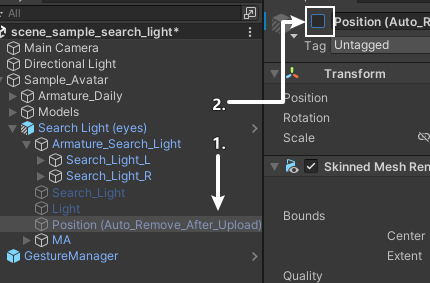 All
scene_sample_search_light*
Main Camera
Directional Light
Sample_Avatar
Armature_Daily
Models
Search Light (eyes)
Armature_Search_Light
Search_Light_L
Search_Light_R
Search_Light
Light
Position (Auto_Remove_After_Upload)
MA
GestureManager
1.
2.
Position (Auto_R
Tag Untagged
Transform
Position
Rotation
Scale
Skinned Mesh Ren
Bounds
Center
Extent
Quality